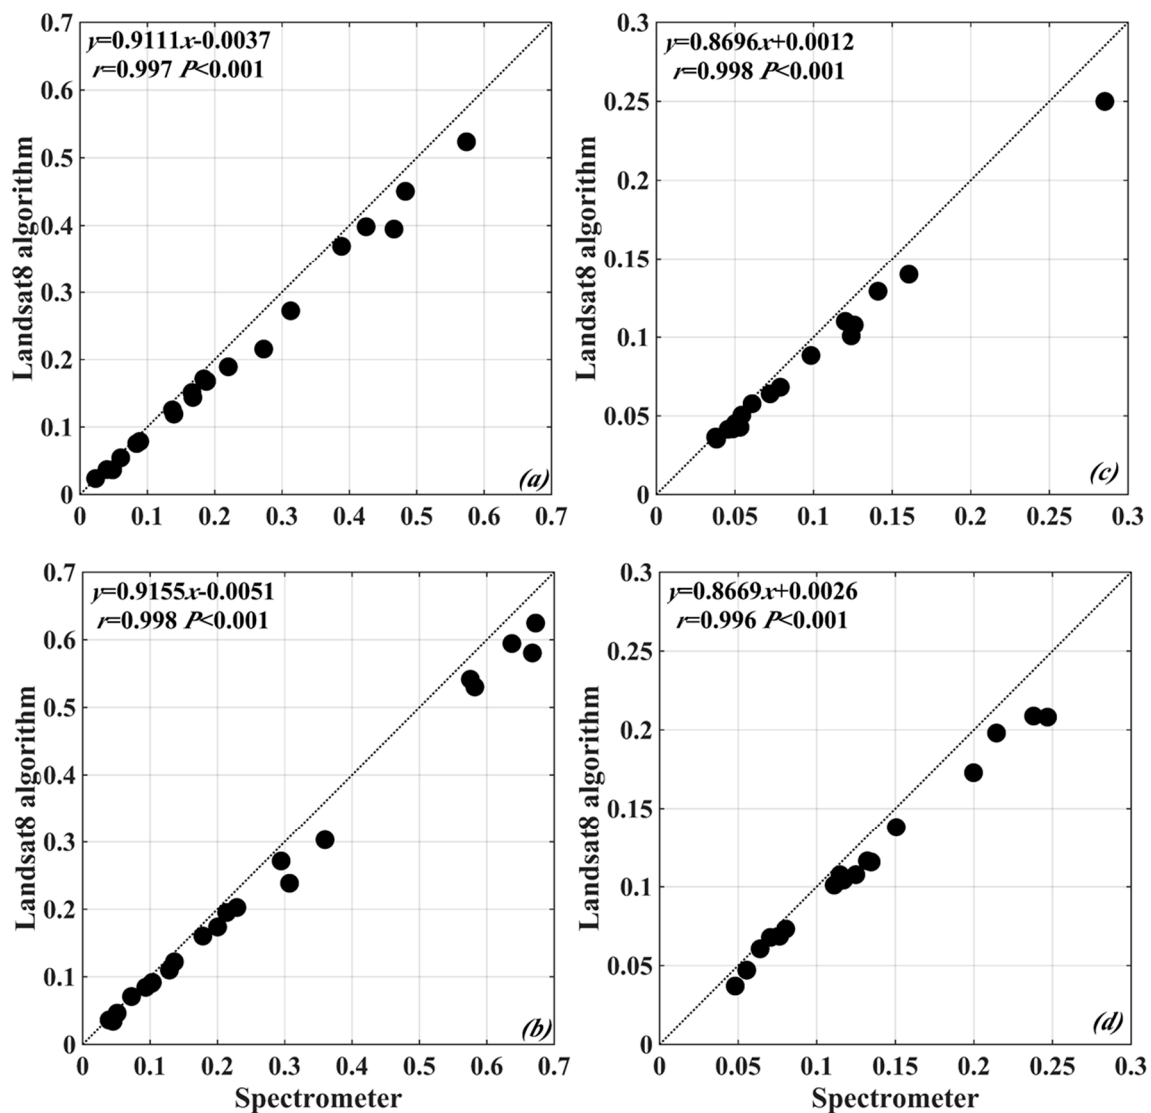 0.7
0.6
0.5
0.4
0.3
0.2
0.1
0
Landsat8 algorithm
y=0.9111x-0.0037
r=0.997 P<0.001
(a)
0 0.1 0.2 0.3 0.4 0.5 0.6 0.7
0.3
0.25
0.2
0.15
0.1
0.05
0
Landsat8 algorithm
y=0.8696x+0.0012
r=0.998 P<0.001
(c)
0 0.05 0.1 0.15 0.2 0.25 0.3
0.7
0.6
0.5
0.4
0.3
0.2
0.1
0
Landsat8 algorithm
y=0.9155x-0.0051
r=0.998 P<0.001
(b)
0 0.1 0.2 0.3 0.4 0.5 0.6 0.7
Spectrometer
0.3
0.25
0.2
0.15
0.1
0.05
0
Landsat8 algorithm
y=0.8669x+0.0026
r=0.996 P<0.001
(d)
0 0.05 0.1 0.15 0.2 0.25 0.3
Spectrometer